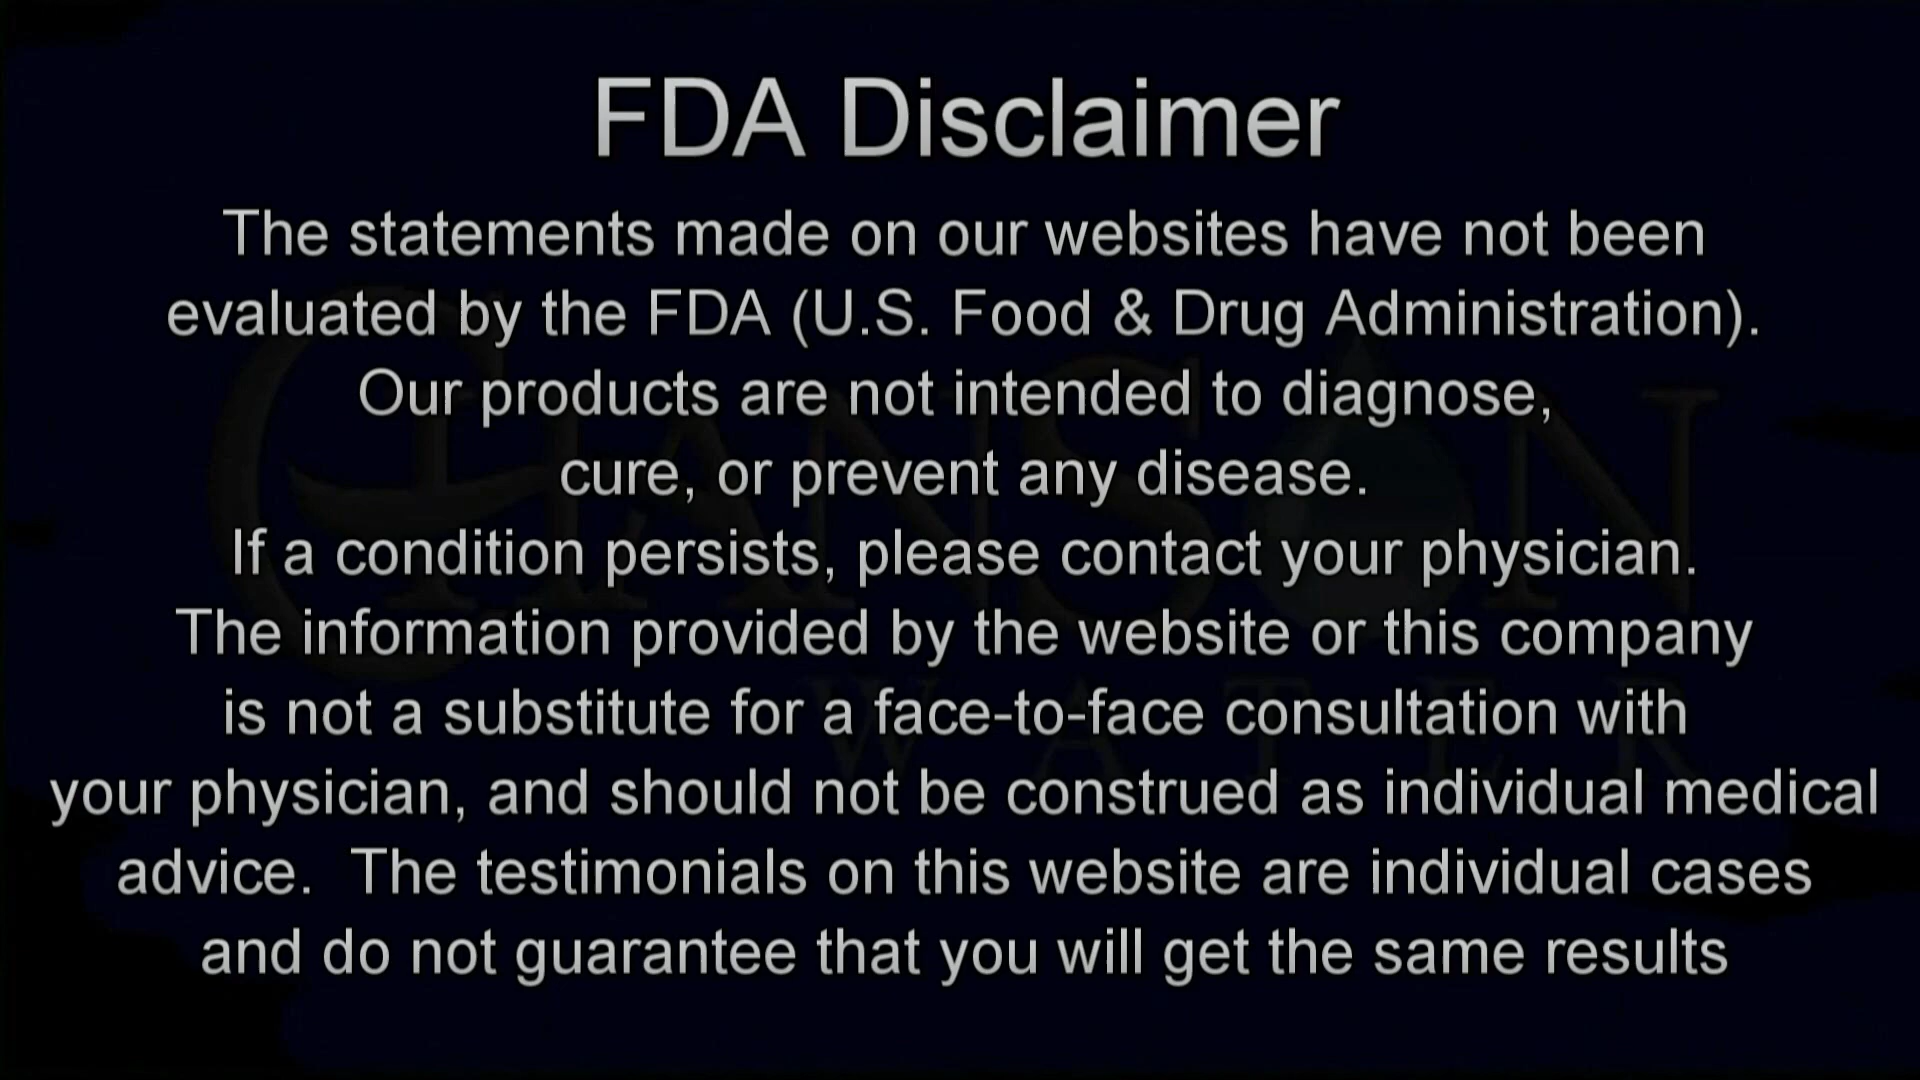 FDA Disclaimer
The statements made on our websites have not been
evaluated by the FDA (U.S. Food & Drug Administration).
Our products are not intended to diagnose,
cure, or prevent any disease.
If a condition persists, please contact your physician.
The information provided by the website or this company
is not a substitute for a face-to-face consultation with
your physician, and should not be construed as individual medical
advice.  The testimonials on this website are individual cases
and do not guarantee that you will get the same results
CHANSON
WATER